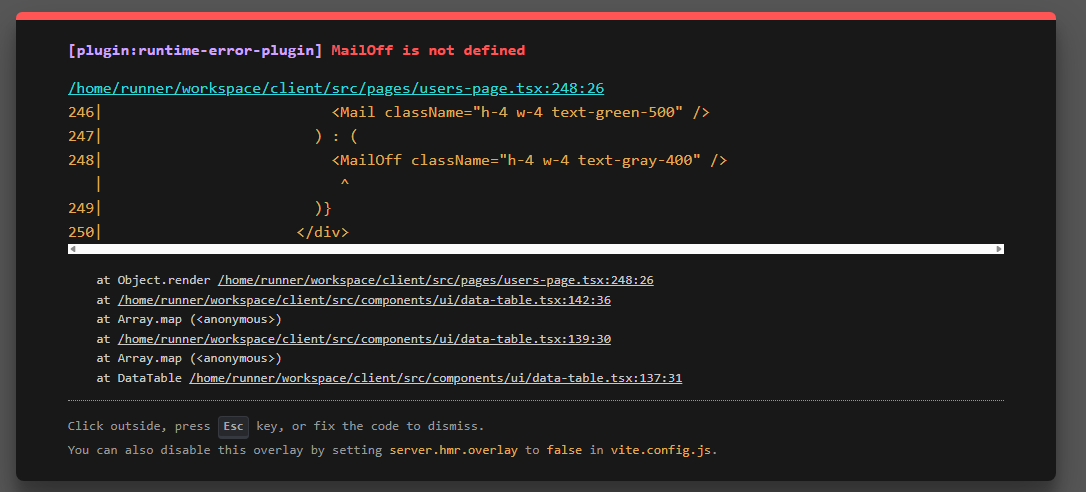 [plugin:runtime-error-plugin] MailOff is not defined
/home/runner/workspace/client/src/pages/users-page.tsx:248:26
246|                          <Mail className="h-4 w-4 text-green-500" />
247|                        ) : (
248|                          <MailOff className="h-4 w-4 text-gray-400" />
   |                           ^
249|                        )}
250|                      </div>
at Object.render /home/runner/workspace/client/src/pages/users-page.tsx:248:26
at /home/runner/workspace/client/src/components/ui/data-table.tsx:142:36
at Array.map (<anonymous>)
at /home/runner/workspace/client/src/components/ui/data-table.tsx:139:30
at Array.map (<anonymous>)
at DataTable /home/runner/workspace/client/src/components/ui/data-table.tsx:137:31
Click outside, press Esc key, or fix the code to dismiss.
You can also disable this overlay by setting server.hmr.overlay to false in vite.config.js.